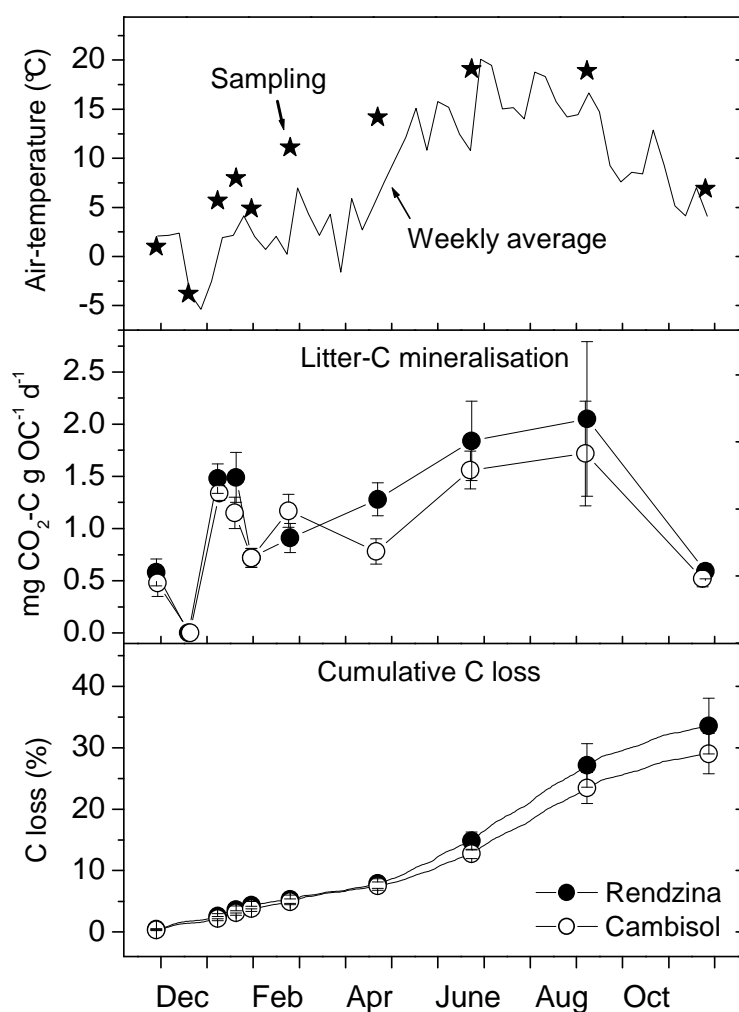 20
15
10
5
0
-5
Air-temperature (°C)
Sampling
Weekly average
Litter-C mineralisation
2.5
2.0
1.5
1.0
0.5
0.0
mg CO₂-C g OC⁻¹ d⁻¹
Cumulative C loss
40
30
20
10
0
C loss (%)
Rendzina
Cambisol
Dec Feb Apr June Aug Oct